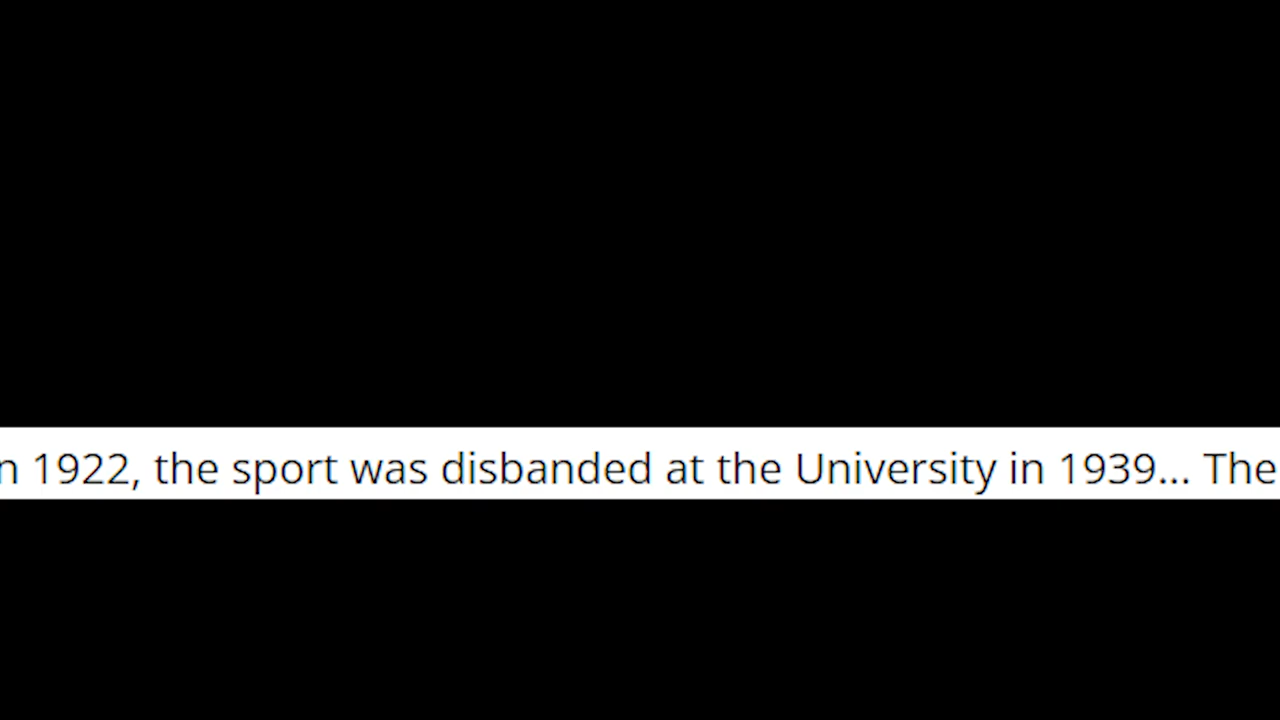 n 1922, the sport was disbanded at the University in 1939... The